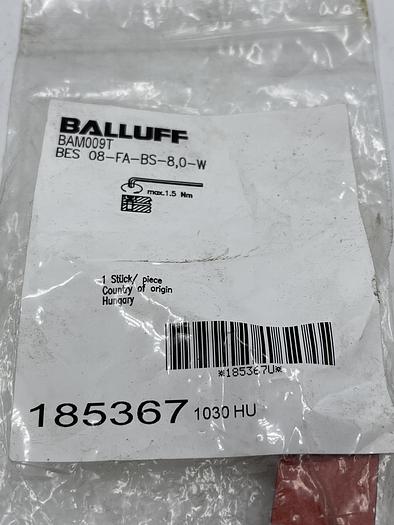 BALLUFF
BAM009T
BES 08-FA-BS-8,0-W
max.1.5 Nm
1 Stück/ piece
Country of origin
Hungary
*185367U*
185367 1030 HU